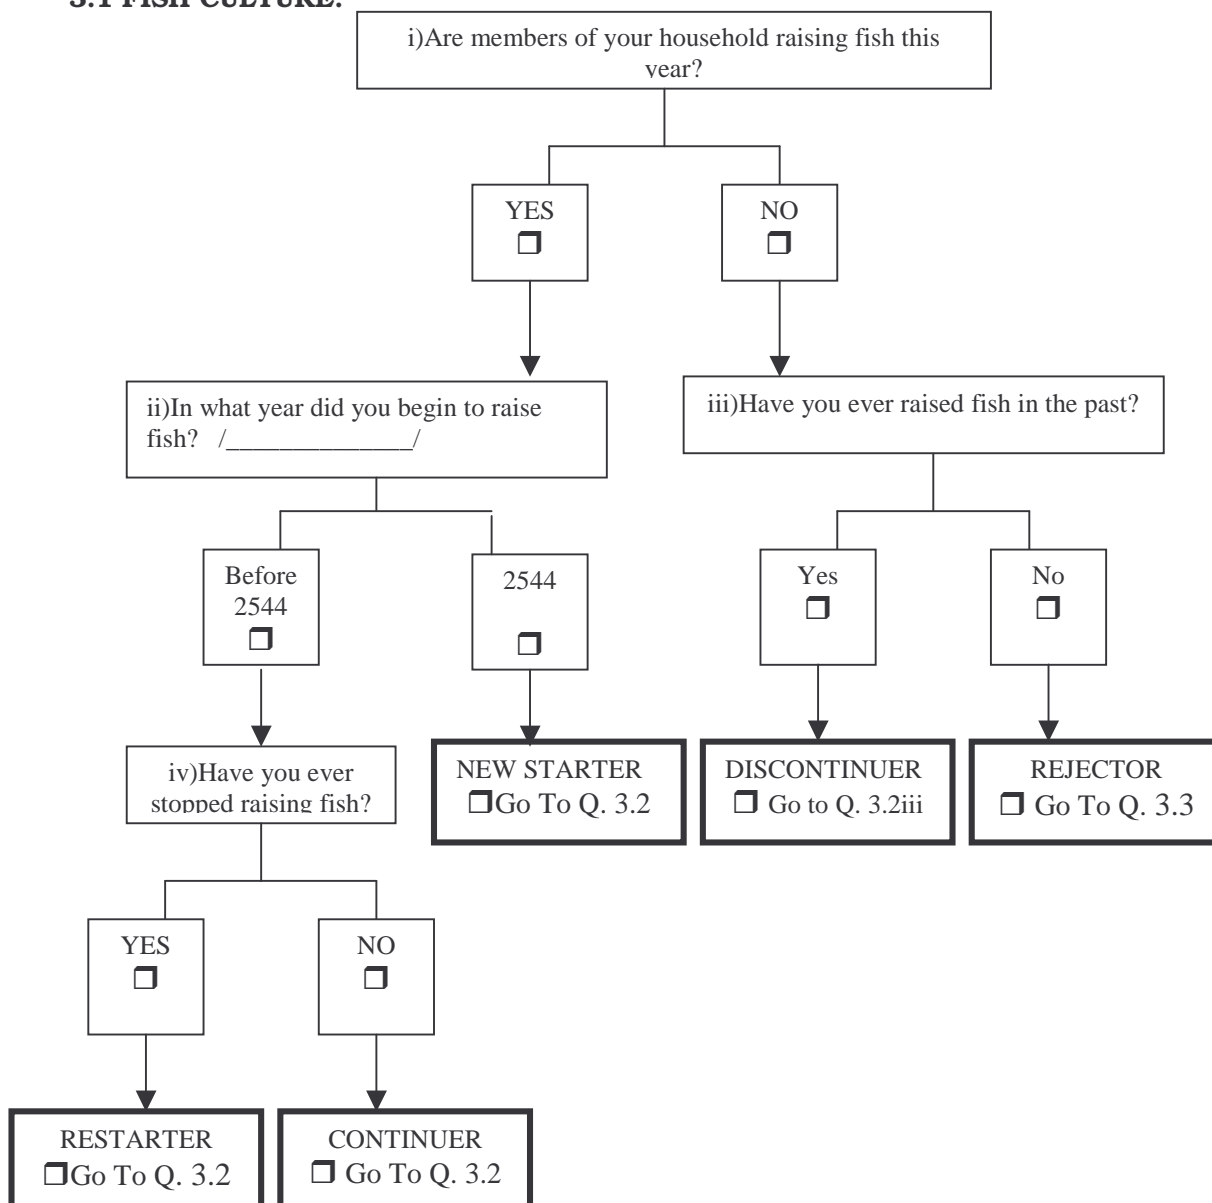 3.1 FISH CULTURE:
i)Are members of your household raising fish this
year?
YES
NO
ii)In what year did you begin to raise
fish? /______________/
iii)Have you ever raised fish in the past?
Before
2544
2544
Yes
No
iv)Have you ever
stopped raising fish?
NEW STARTER
Go To Q. 3.2
DISCONTINUER
Go to Q. 3.2iii
REJECTOR
Go To Q. 3.3
YES
NO
RESTARTER
Go To Q. 3.2
CONTINUER
Go To Q. 3.2